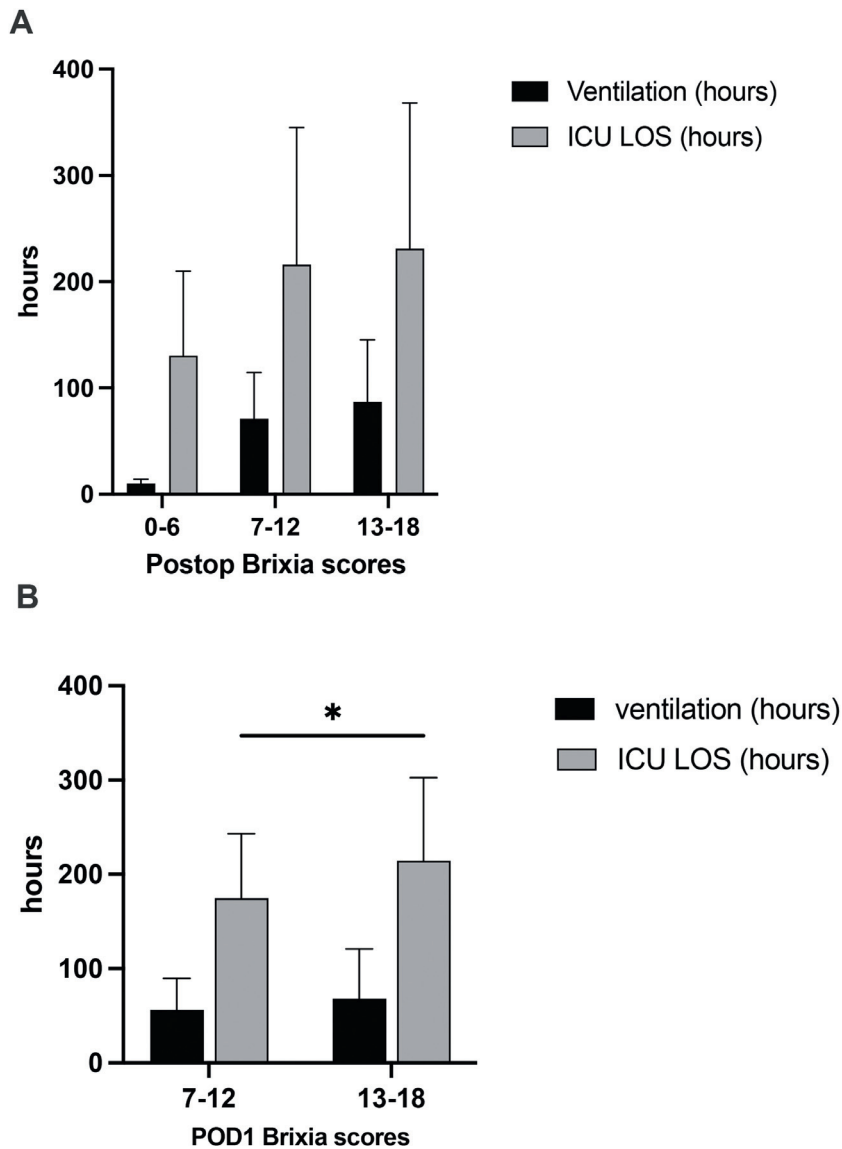 A
400
300
200
100
0
hours
0-6 7-12 13-18
Postop Brixia scores
Ventilation (hours)
ICU LOS (hours)
B
400
300
200
100
0
hours
*
7-12 13-18
POD1 Brixia scores
ventilation (hours)
ICU LOS (hours)